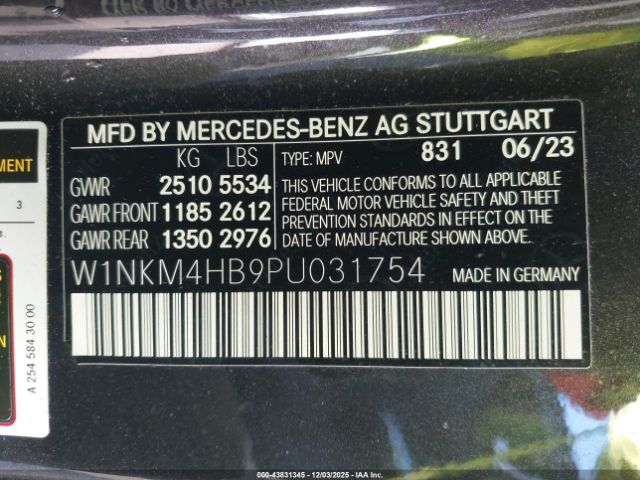 MFD BY MERCEDES-BENZ AG STUTTGART
KG LBS
TYPE: MPV 831 06/23
GVWR 2510 5534
GAWR FRONT 1185 2612
GAWR REAR 1350 2976
THIS VEHICLE CONFORMS TO ALL APPLICABLE
FEDERAL MOTOR VEHICLE SAFETY AND THEFT
PREVENTION STANDARDS IN EFFECT ON THE
DATE OF MANUFACTURE SHOWN ABOVE.
W1NKM4HB9PU031754
MENT
3
A 254 584 30 00
000-43831345 - 12/03/2025 - IAA Inc.